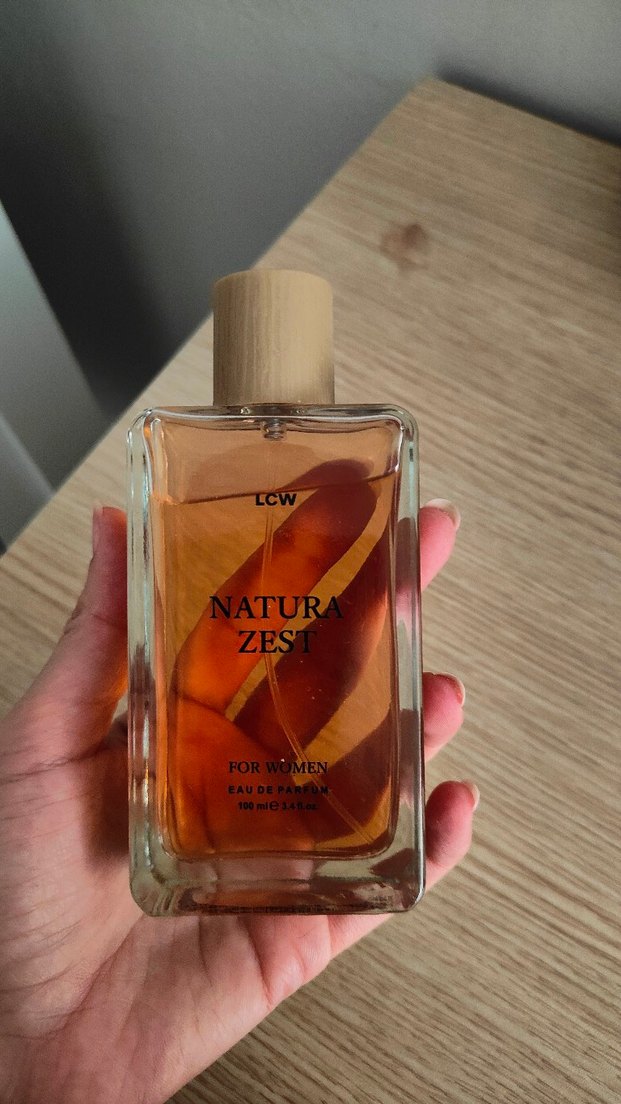 LCW
NATURA
ZEST
FOR WOMEN
EAU DE PARFUM
100 ml ℮ 3.4 fl.oz.